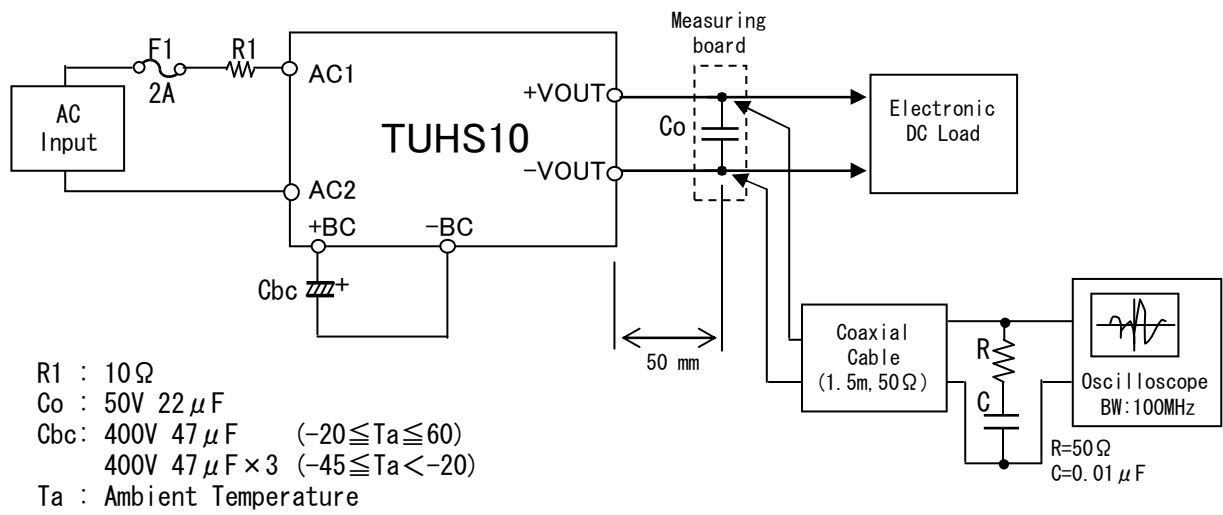 Measuring
board
F1
R1
2A
AC1
AC
Input
+VOUT
Co
Electronic
DC Load
TUHS10
-VOUT
AC2
+BC
-BC
Cbc
+
50 mm
Coaxial
Cable
(1.5m, 50Ω)
R
C
Oscilloscope
BW:100MHz
R=50Ω
C=0.01μF
R1 : 10Ω
Co : 50V 22μF
Cbc: 400V 47μF (-20≦Ta≦60)
400V 47μF×3 (-45≦Ta<-20)
Ta : Ambient Temperature